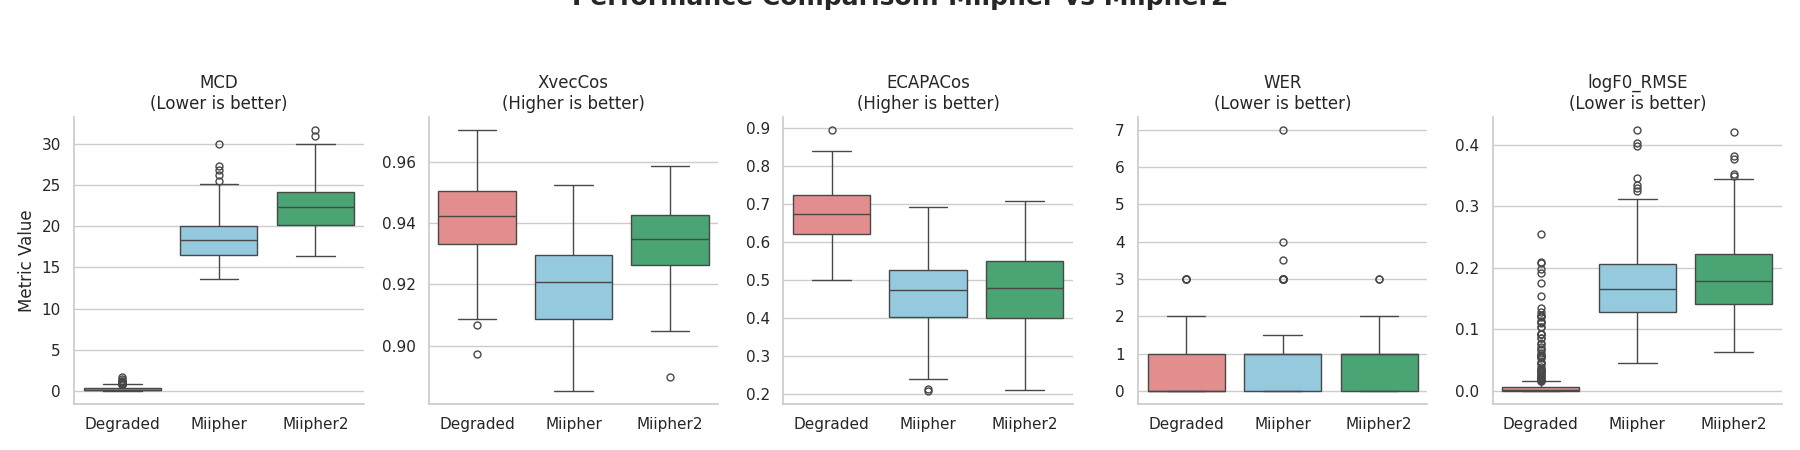 Performance Comparison: Miipher vs Miipher2
MCD
(Lower is better)
XvecCos
(Higher is better)
ECAPACos
(Higher is better)
WER
(Lower is better)
logF0_RMSE
(Lower is better)
Metric Value
30
25
20
15
10
5
0
Degraded Miipher Miipher2
0.96
0.94
0.92
0.90
Degraded Miipher Miipher2
0.9
0.8
0.7
0.6
0.5
0.4
0.3
0.2
Degraded Miipher Miipher2
7
6
5
4
3
2
1
0
Degraded Miipher Miipher2
0.4
0.3
0.2
0.1
0.0
Degraded Miipher Miipher2